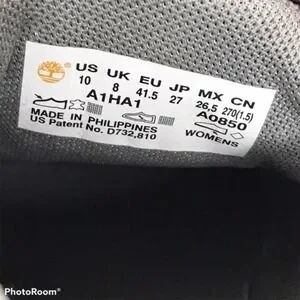 US UK EU JP MX CN
10 8 41.5 27 26.5 270(1.5)
A1HA1 A0850
MADE IN PHILIPPINES WOMENS
US Patent No. D732,810
PhotoRoom